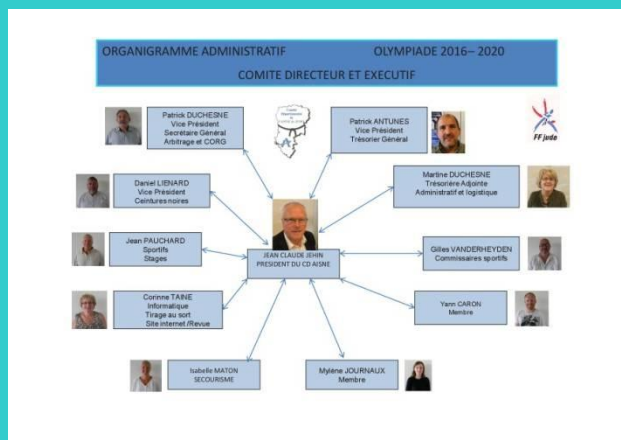 ORGANIGRAMME ADMINISTRATIF OLYMPIADE 2016– 2020
COMITE DIRECTEUR ET EXECUTIF
Patrick DUCHESNE
Vice Président
Secrétaire Général
Arbitrage et CORG
Patrick ANTUNES
Vice Président
Trésorier Général
FFjudo
Daniel LIENARD
Vice Président
Ceintures noires
Martine DUCHESNE
Trésorière Adjointe
Administratif et logistique
Jean PAUCHARD
Sportifs
Stages
JEAN CLAUDE JEHIN
PRESIDENT DU CD AISNE
Gilles VANDERHEYDEN
Commissaires sportifs
Corinne TAINE
Informatique
Tirage au sort
Site internet /Revue
Yann CARON
Membre
Isabelle MATON
SECOURISME
Mylène JOURNAUX
Membre